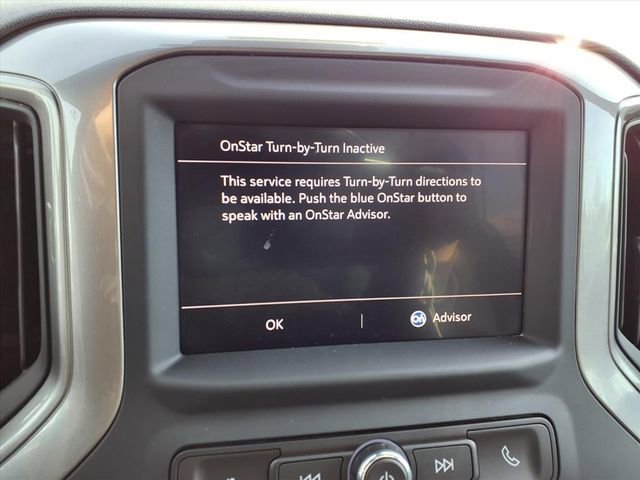 OnStar Turn-by-Turn Inactive
This service requires Turn-by-Turn directions to
be available. Push the blue OnStar button to
speak with an OnStar Advisor.
OK | On Advisor